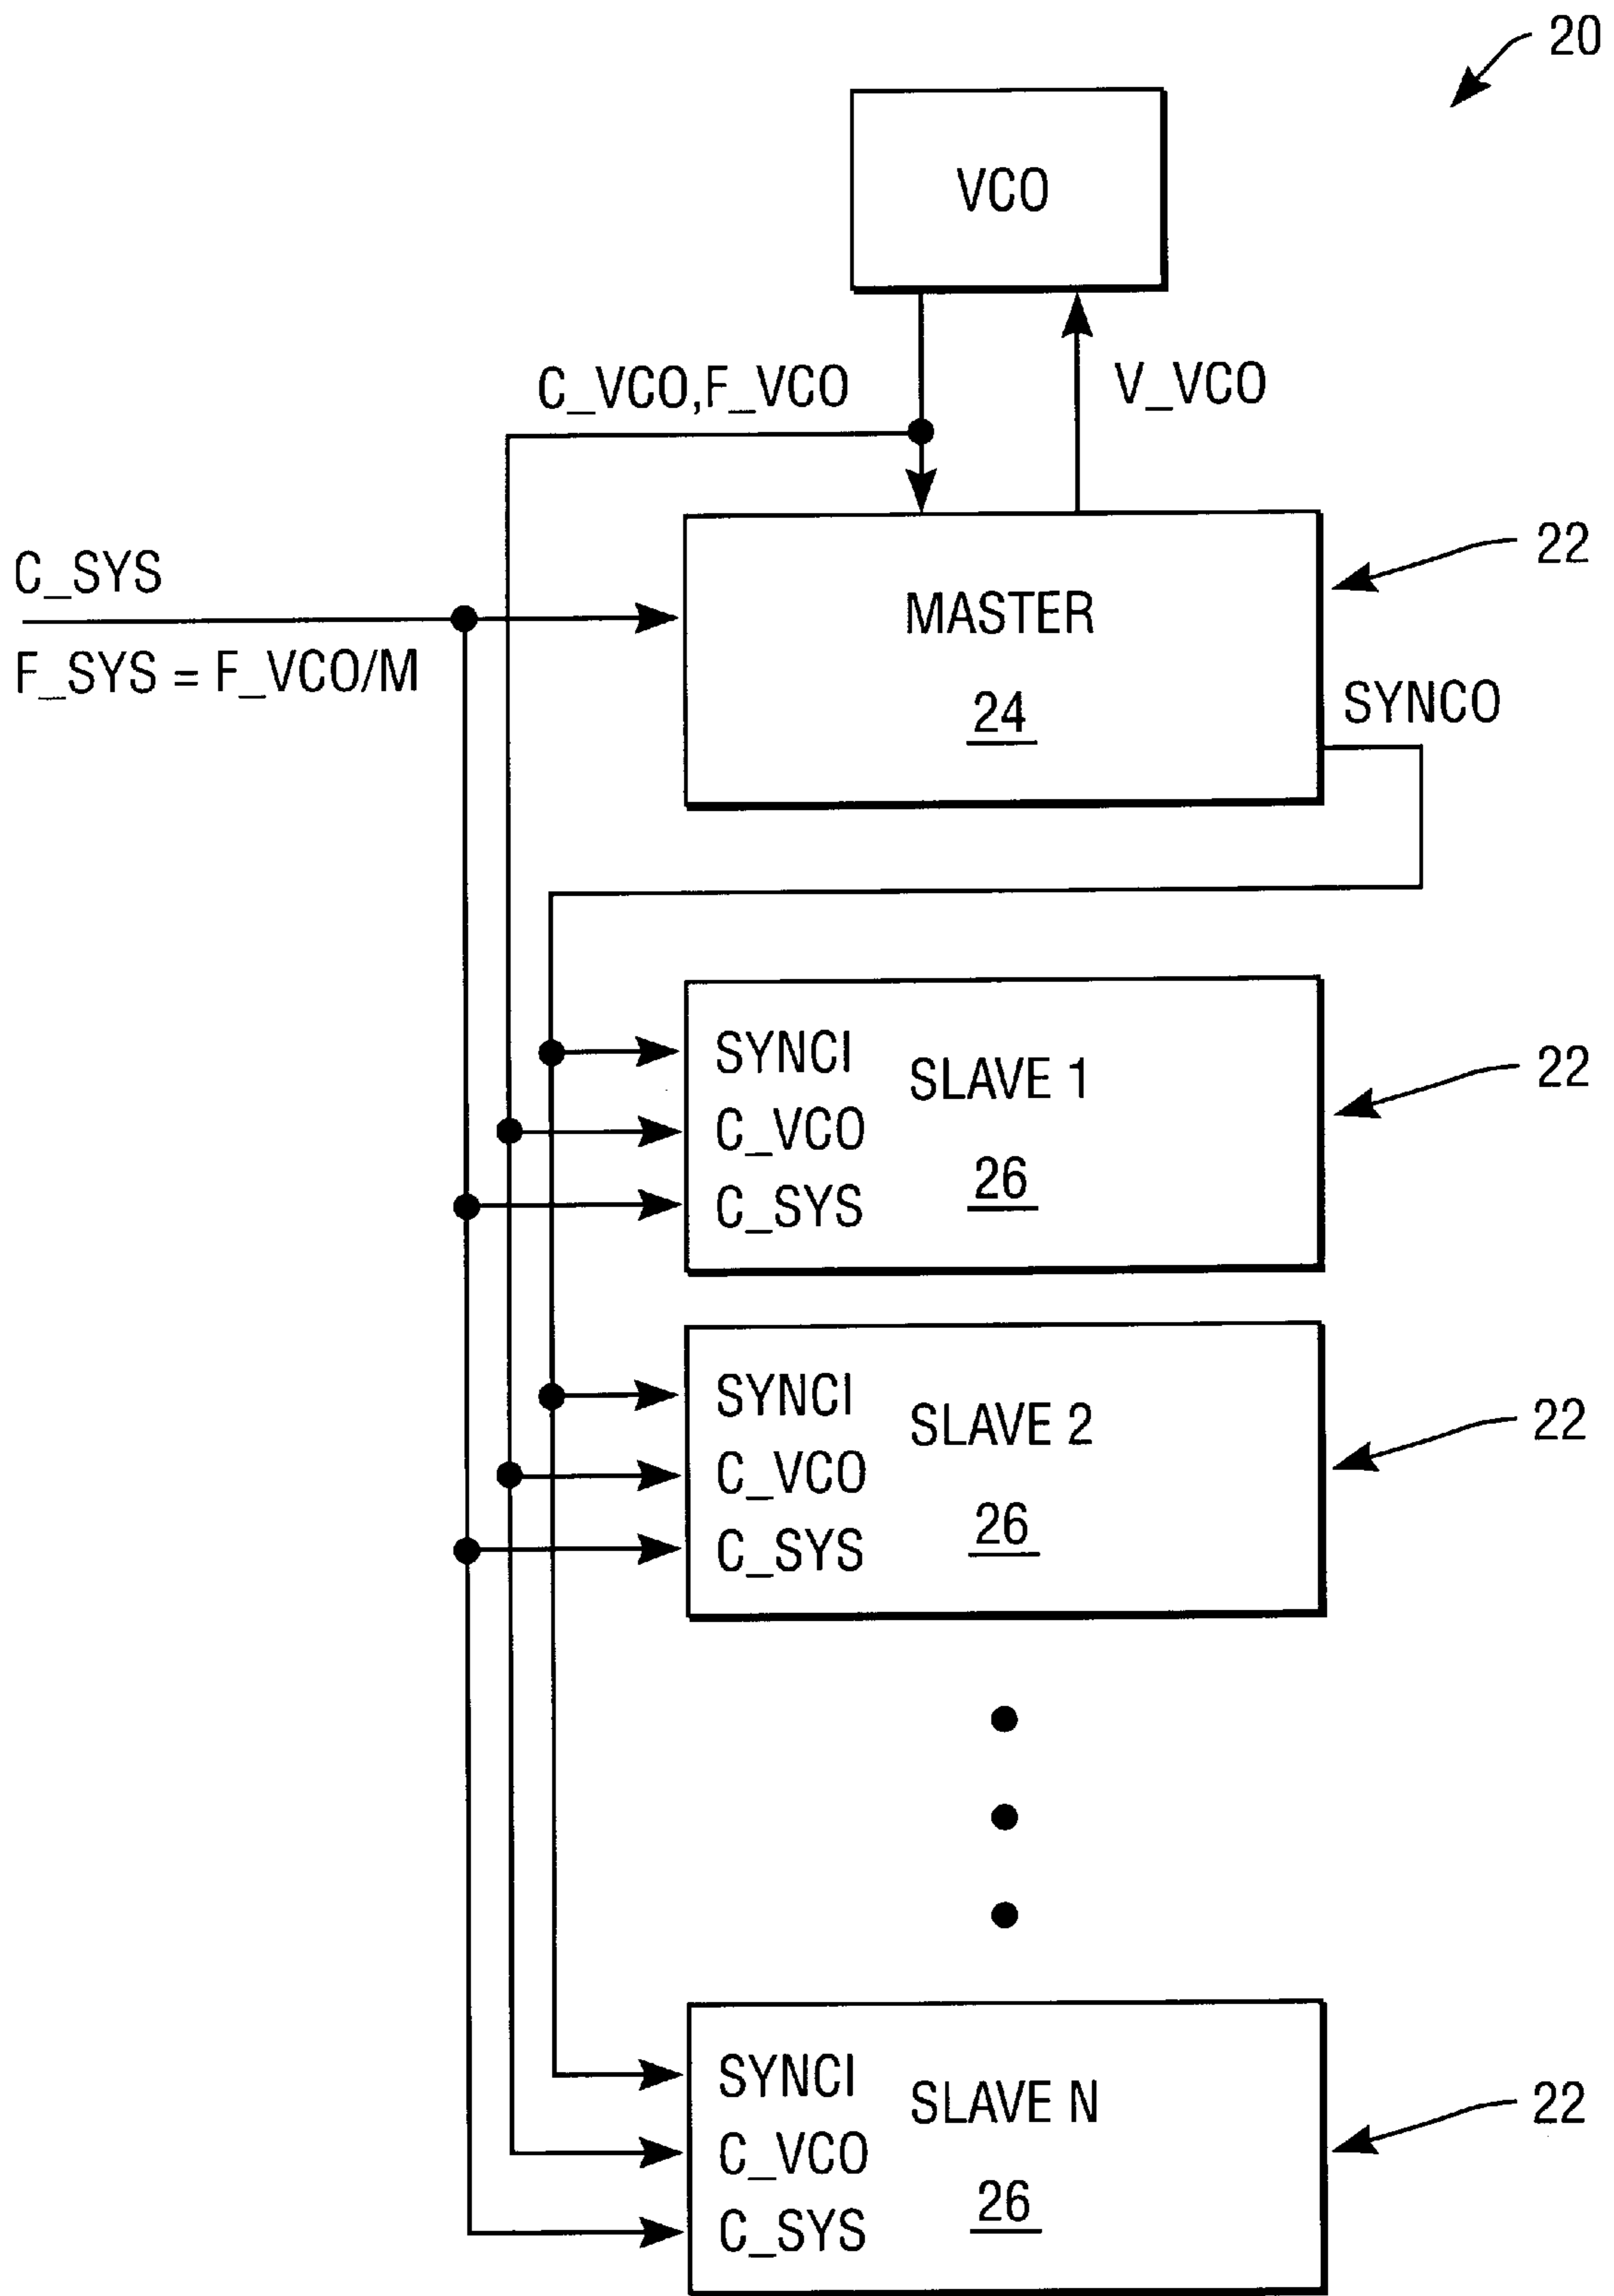 20
VCO
C_VCO,F_VCO
V_VCO
C_SYS
F_SYS = F_VCO/M
22
MASTER
24
SYNCO
SYNCI
SLAVE 1
C_VCO
26
C_SYS
22
SYNCI
SLAVE 2
C_VCO
26
C_SYS
22
SYNCI
SLAVE N
C_VCO
26
C_SYS
22